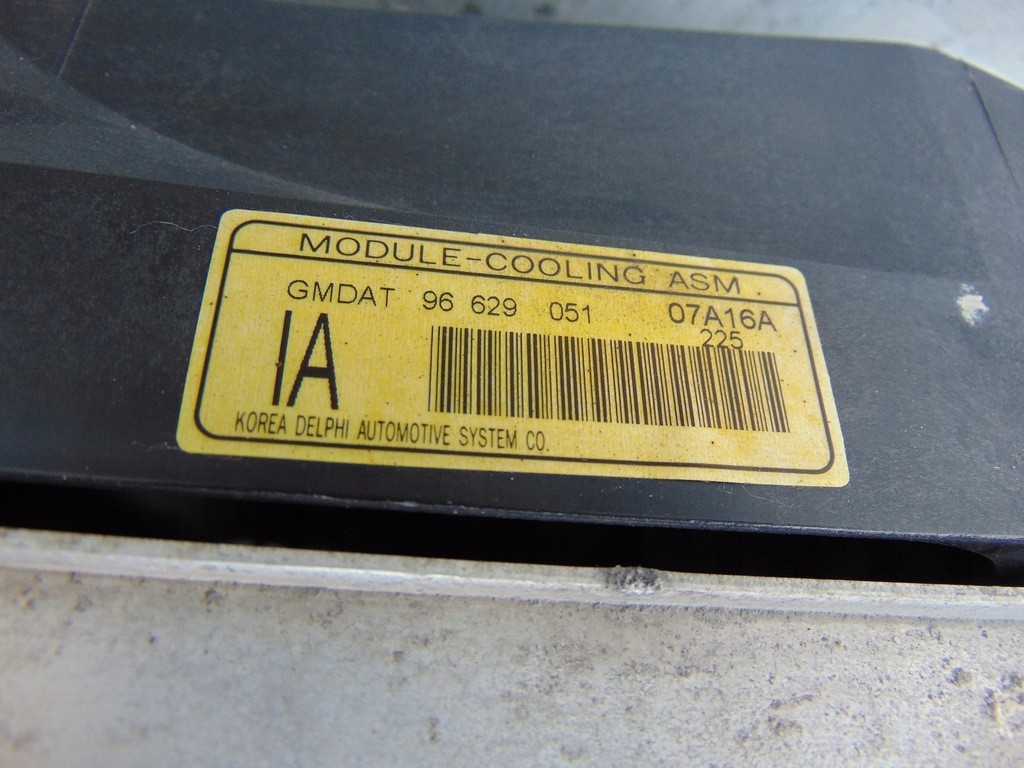 MODULE-COOLING ASM
GMDAT 96 629 051 07A16A
225
IA
KOREA DELPHI AUTOMOTIVE SYSTEM CO.